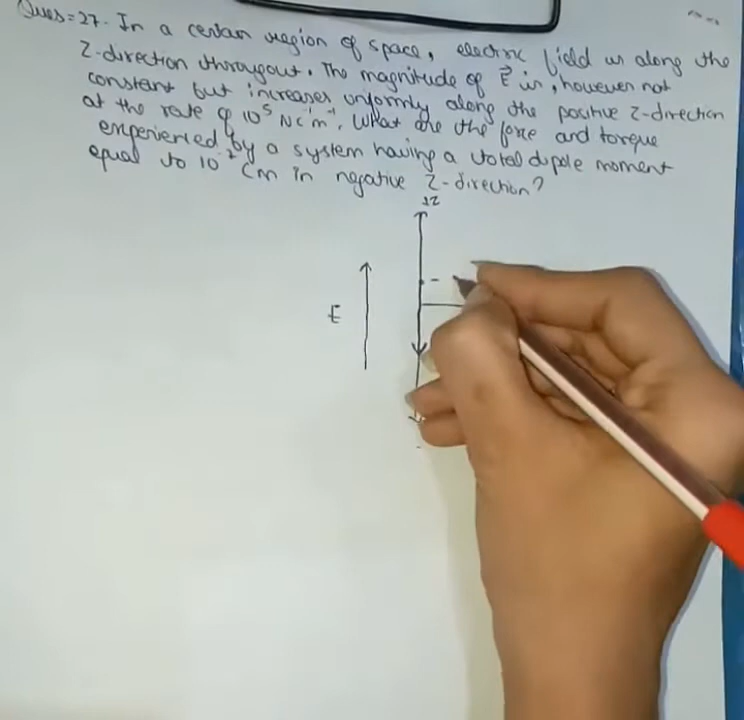 Ques=27. In a certain region of space, electric field is along the
Z-direction throughout. The magnitude of E is, however not
constant but increases uniformly along the positive Z-direction
at the rate of 10⁵ NC⁻¹m⁻¹. What are the force and torque
experienced by a system having a total dipole moment
equal to 10⁻² Cm in negative Z-direction?
E